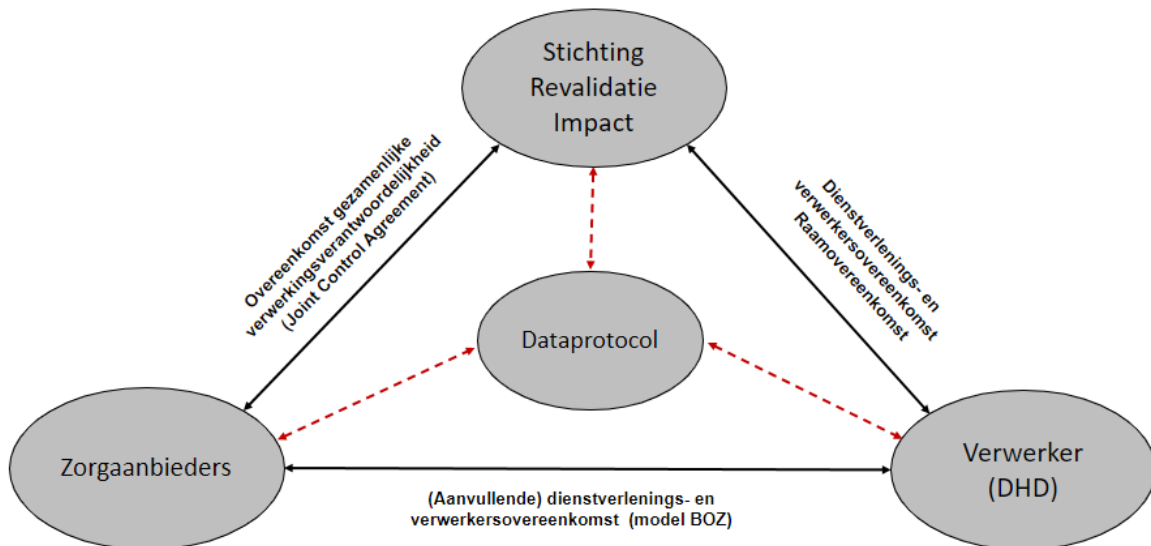 Stichting
Revalidatie
Impact
Overeenkomst gezamenlijke
verwerkingsverantwoordelijkheid
(Joint Control Agreement)
Dienstverlenings- en
verwerkersovereenkomst
Raamovereenkomst
Dataprotocol
Zorgaanbieders
Verwerker
(DHD)
(Aanvullende) dienstverlenings- en
verwerkersovereenkomst (model BOZ)